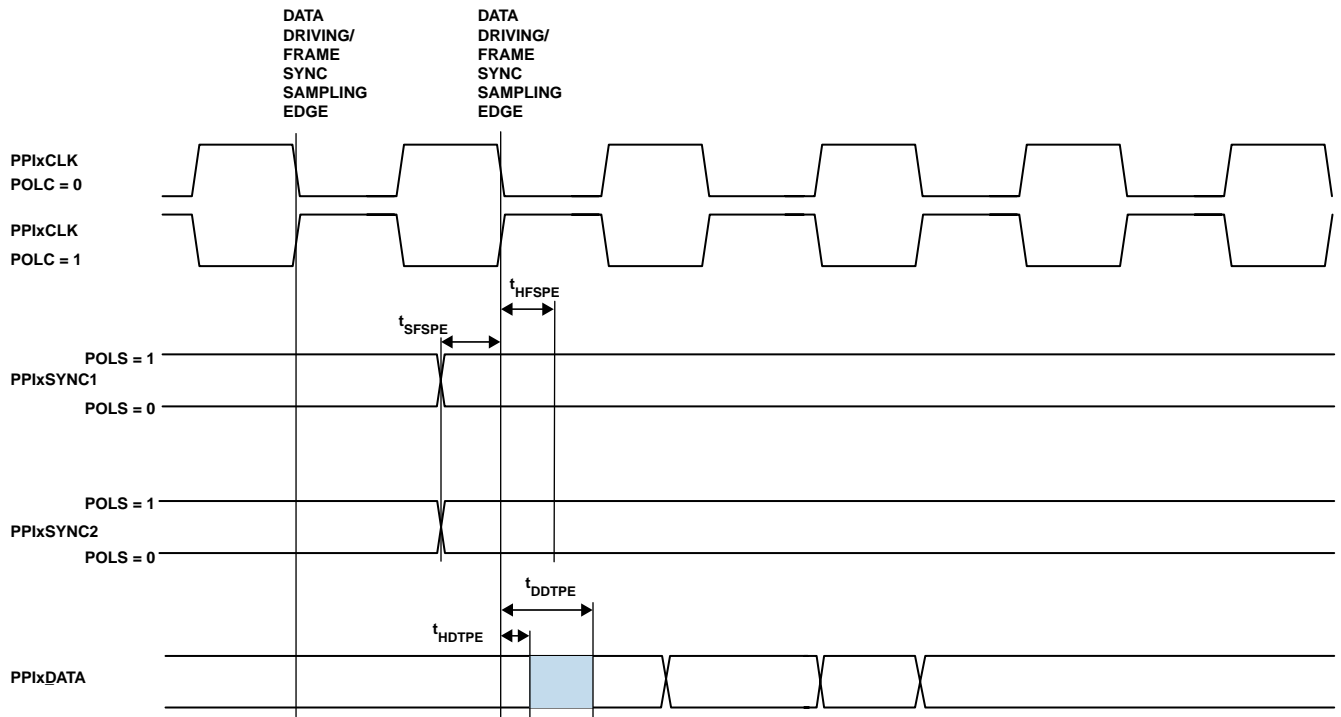 DATA
DRIVING/
FRAME
SYNC
SAMPLING
EDGE
DATA
DRIVING/
FRAME
SYNC
SAMPLING
EDGE
PPIxCLK
POLC = 0
PPIxCLK
POLC = 1
tHFSPE
tSFSPE
POLS = 1
PPIxSYNC1
POLS = 0
POLS = 1
PPIxSYNC2
POLS = 0
tDDTPE
tHDTPE
PPIxDATA